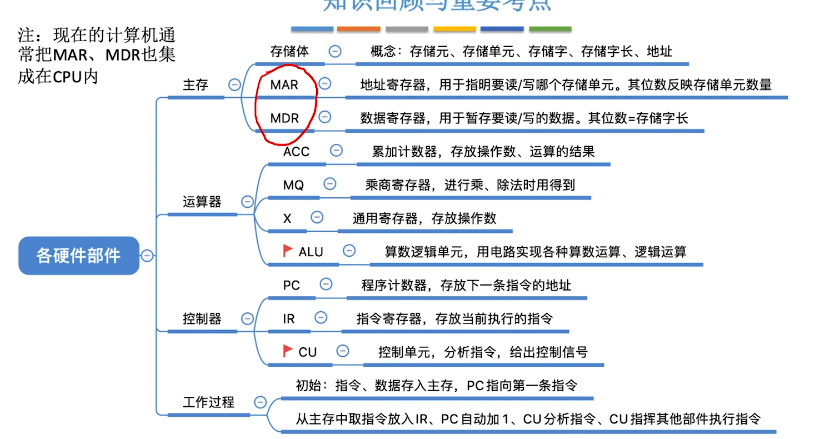 知识回顾与重要考点
注：现在的计算机通
常把MAR、MDR也集
成在CPU内
各硬件部件
主存
存储体
概念：存储元、存储单元、存储字、存储字长、地址
MAR
地址寄存器，用于指明要读/写哪个存储单元。其位数反映存储单元数量
MDR
数据寄存器，用于暂存要读/写的数据。其位数=存储字长
运算器
ACC
累加计数器，存放操作数、运算的结果
MQ
乘商寄存器，进行乘、除法时用得到
X
通用寄存器，存放操作数
ALU
算数逻辑单元，用电路实现各种算数运算、逻辑运算
控制器
PC
程序计数器，存放下一条指令的地址
IR
指令寄存器，存放当前执行的指令
CU
控制单元，分析指令，给出控制信号
工作过程
初始：指令、数据存入主存，PC指向第一条指令
从主存中取指令放入IR、PC自动加1、CU分析指令、CU指挥其他部件执行指令